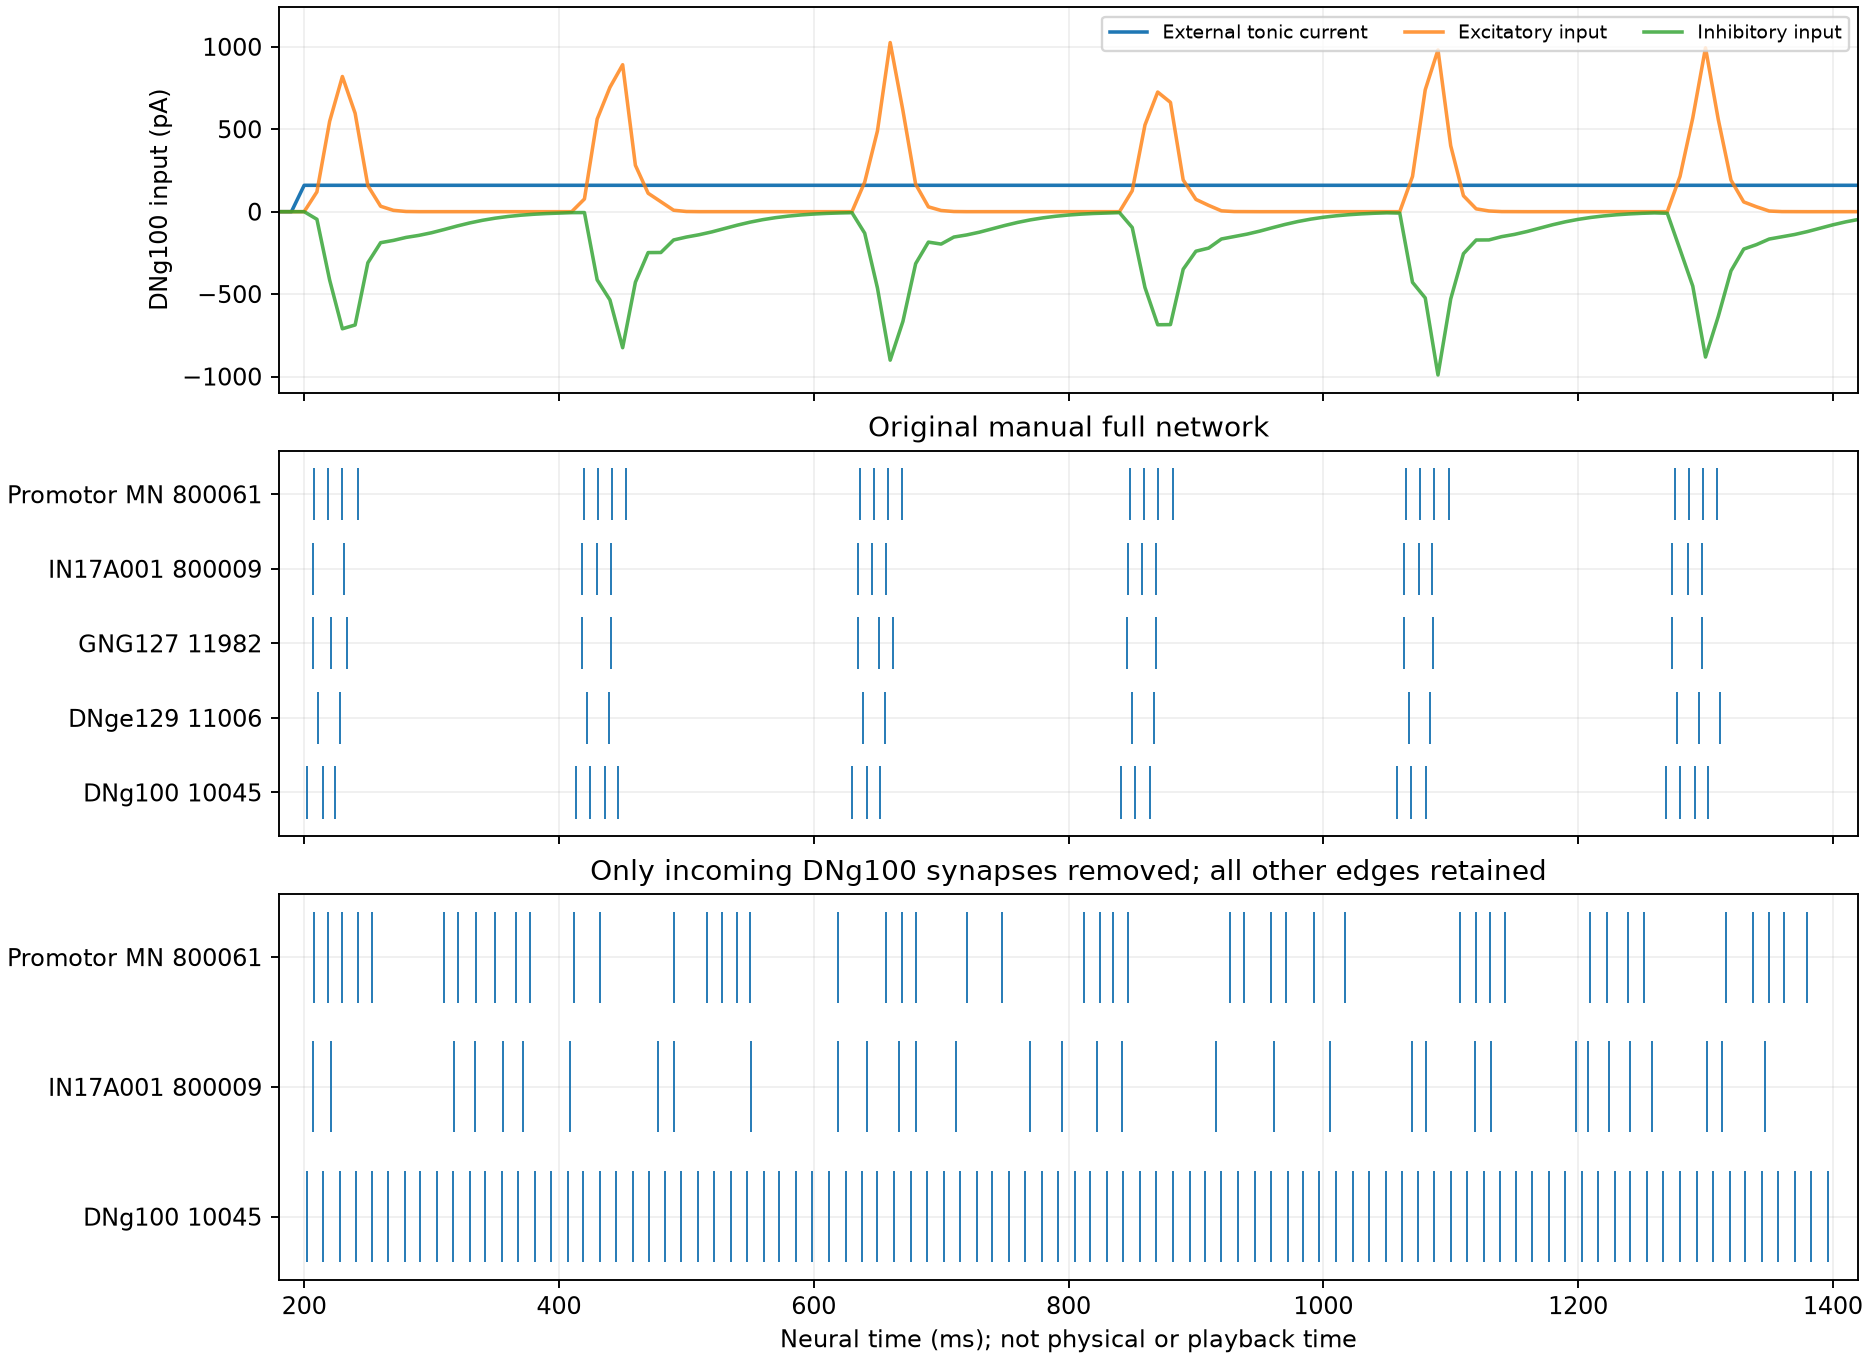 External tonic current
Excitatory input
Inhibitory input
DNg100 input (pA)
1000
500
0
−500
−1000
Original manual full network
Promotor MN 800061
IN17A001 800009
GNG127 11982
DNge129 11006
DNg100 10045
Only incoming DNg100 synapses removed; all other edges retained
Promotor MN 800061
IN17A001 800009
DNg100 10045
200 400 600 800 1000 1200 1400
Neural time (ms); not physical or playback time